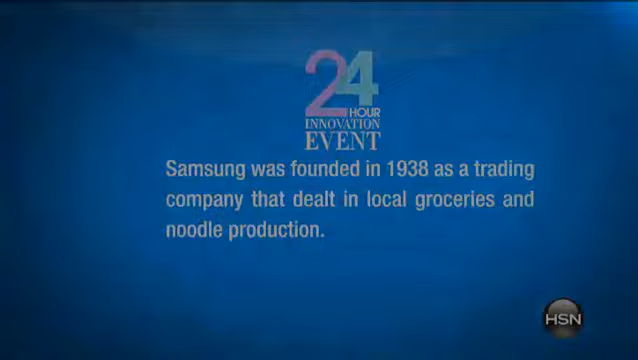 24
HOUR
INNOVATION
EVENT
Samsung was founded in 1938 as a trading
company that dealt in local groceries and
noodle production.
HSN